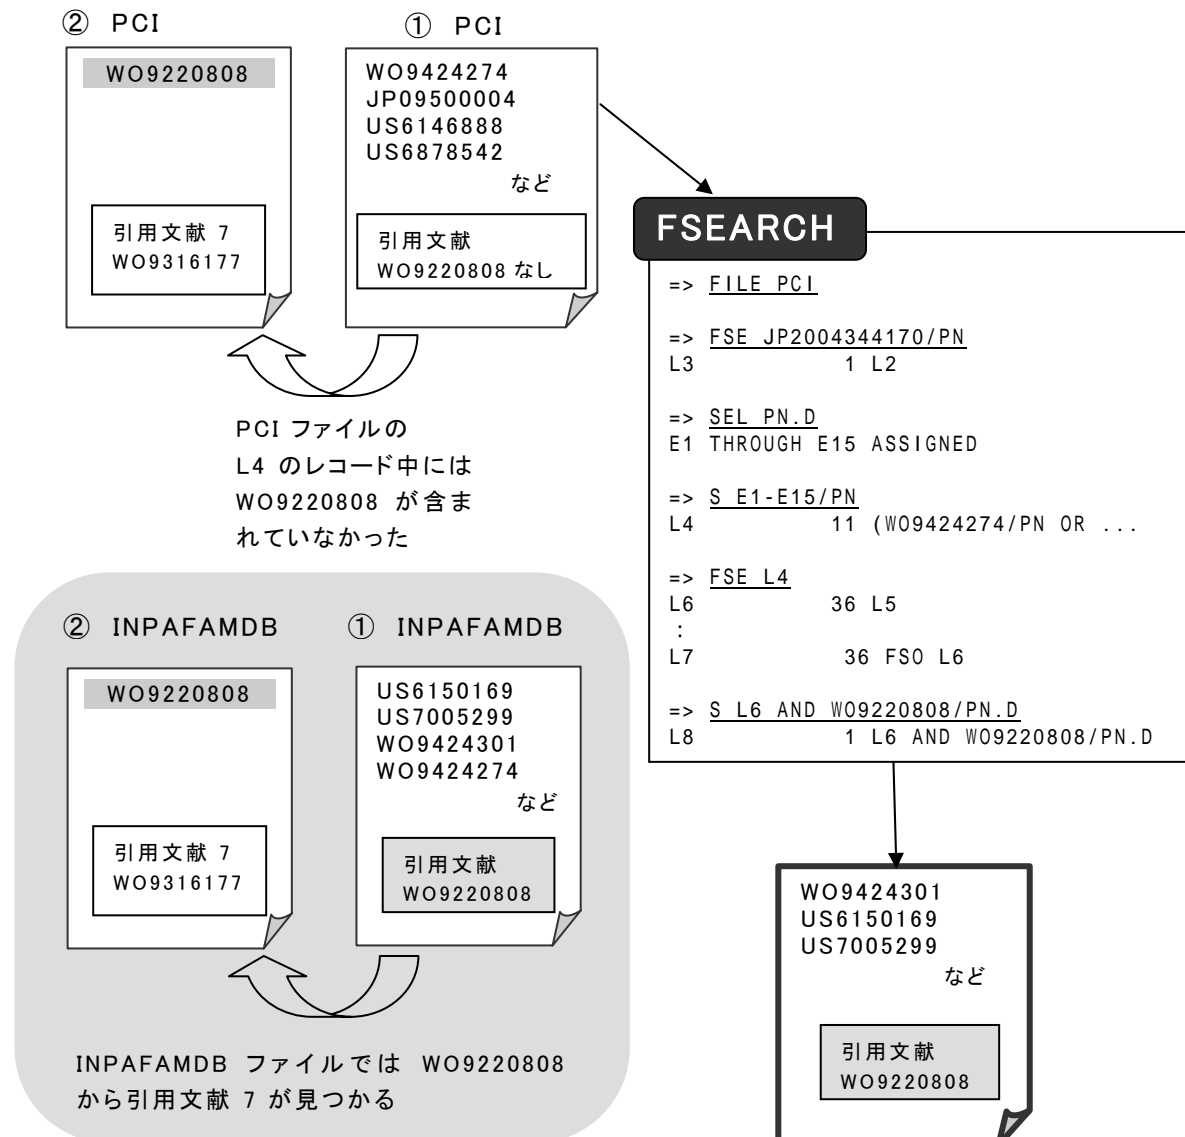 ② PCI
WO9220808
引用文献 7
WO9316177
① PCI
WO9424274
JP09500004
US6146888
US6878542
など
引用文献
WO9220808 なし
PCI ファイルの
L4 のレコード中には
WO9220808 が含ま
れていなかった
FSEARCH
=> FILE PCI
=> FSE JP2004344170/PN
L3 1 L2
=> SEL PN.D
E1 THROUGH E15 ASSIGNED
=> S E1-E15/PN
L4 11 (WO9424274/PN OR ...
=> FSE L4
L6 36 L5
:
L7 36 FSO L6
=> S L6 AND WO9220808/PN.D
L8 1 L6 AND WO9220808/PN.D
② INPAFAMDB
WO9220808
引用文献 7
WO9316177
① INPAFAMDB
US6150169
US7005299
WO9424301
WO9424274
など
引用文献
WO9220808
INPAFAMDB ファイルでは WO9220808
から引用文献 7 が見つかる
WO9424301
US6150169
US7005299
など
引用文献
WO9220808